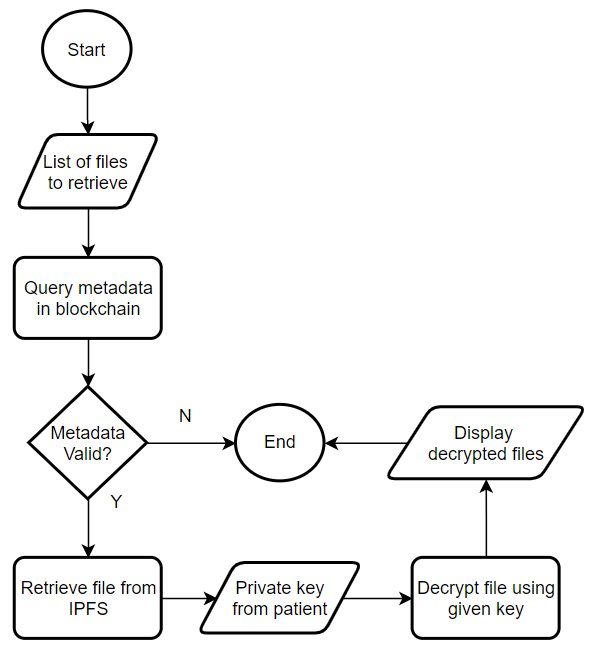 Start
List of files
to retrieve
Query metadata
in blockchain
Metadata
Valid?
N
End
Display
decrypted files
Y
Retrieve file from
IPFS
Private key
from patient
Decrypt file using
given key